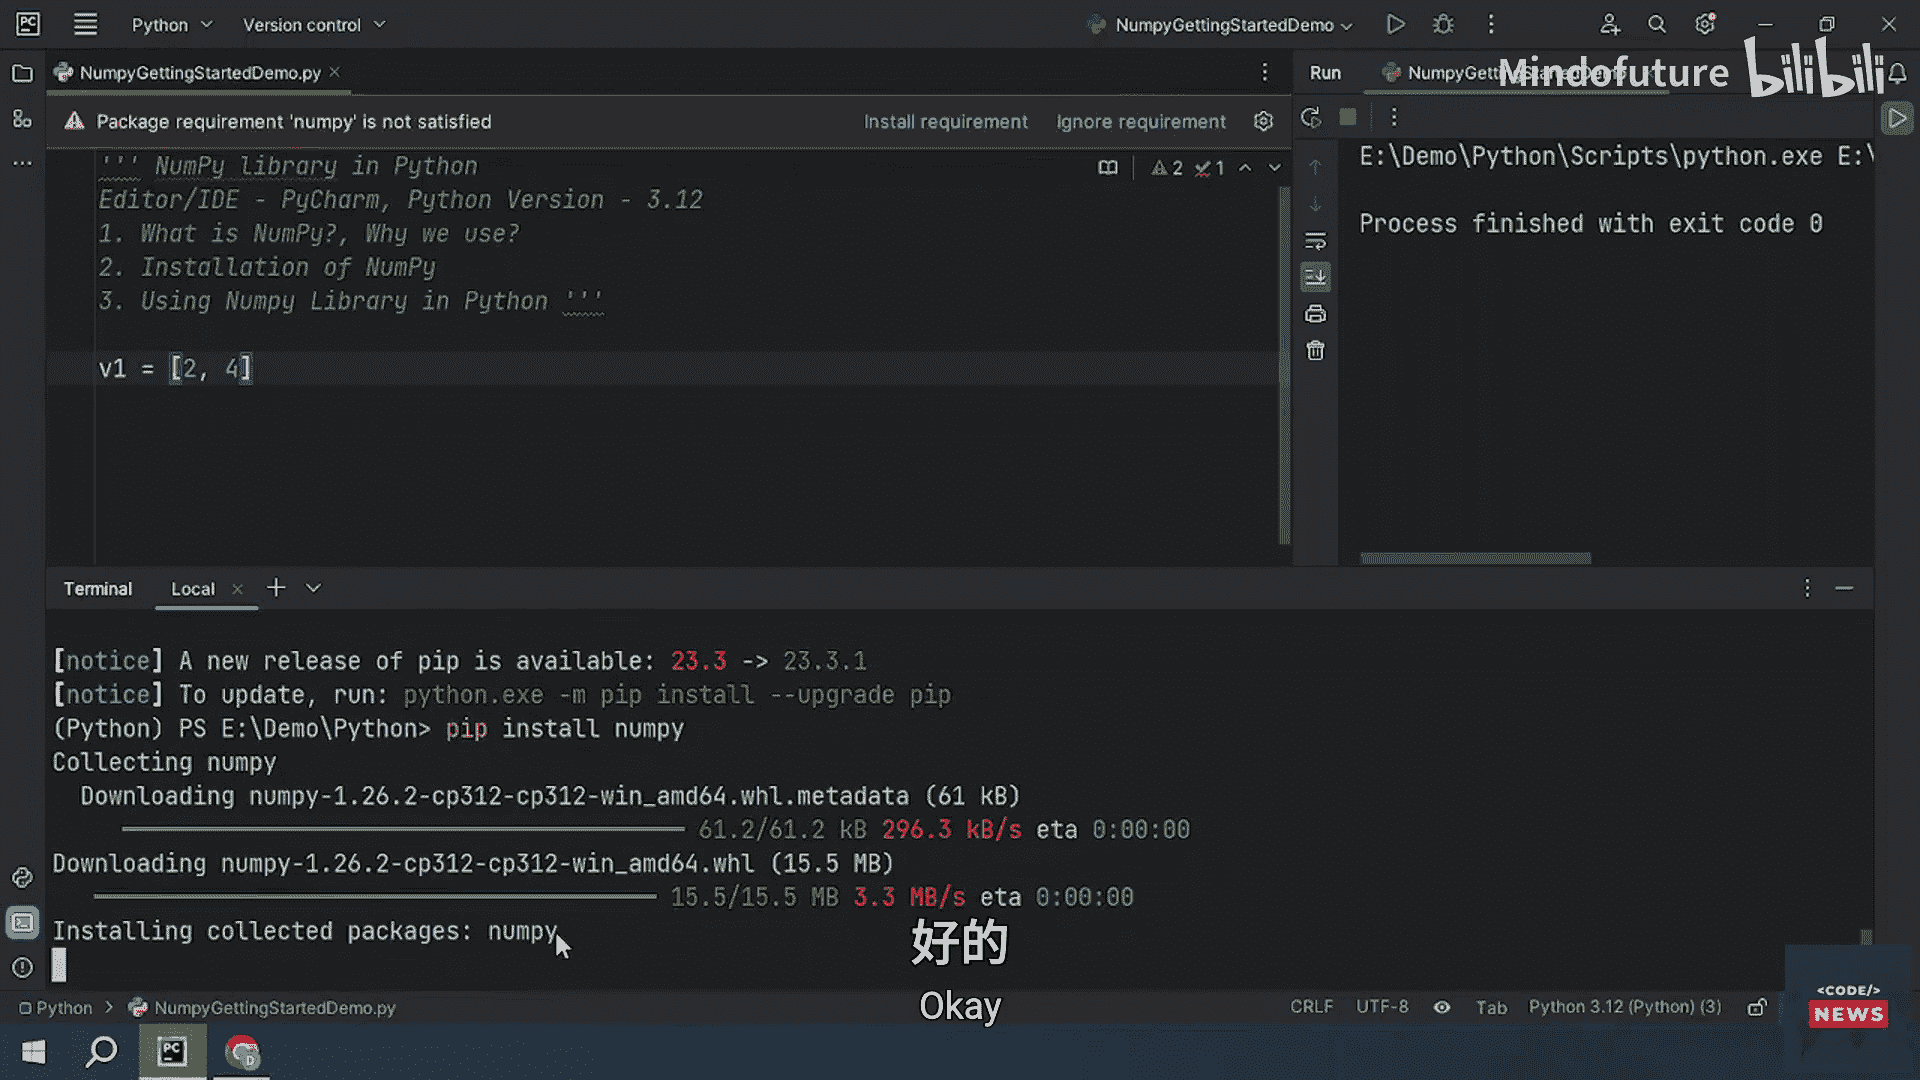 PC Python Version control NumpyGettingStartedDemo
NumpyGettingStartedDemo.py
Run
Mindofuture bilibili
Package requirement 'numpy' is not satisfied Install requirement Ignore requirement
''' NumPy library in Python
2 1
Editor/IDE - PyCharm, Python Version - 3.12
1. What is NumPy?, Why we use?
2. Installation of NumPy
3. Using Numpy Library in Python '''
v1 = [2, 4]
E:\Demo\Python\Scripts\python.exe E:\
Process finished with exit code 0
Terminal Local
[notice] A new release of pip is available: 23.3 -> 23.3.1
[notice] To update, run: python.exe -m pip install --upgrade pip
(Python) PS E:\Demo\Python> pip install numpy
Collecting numpy
Downloading numpy-1.26.2-cp312-cp312-win_amd64.whl.metadata (61 kB)
61.2/61.2 kB 296.3 kB/s eta 0:00:00
Downloading numpy-1.26.2-cp312-cp312-win_amd64.whl (15.5 MB)
15.5/15.5 MB 3.3 MB/s eta 0:00:00
Installing collected packages: numpy
好的
Okay
Python NumpyGettingStartedDemo.py
CRLF UTF-8 Tab Python 3.12 (Python) (3)
<CODE/>
NEWS
PC
D